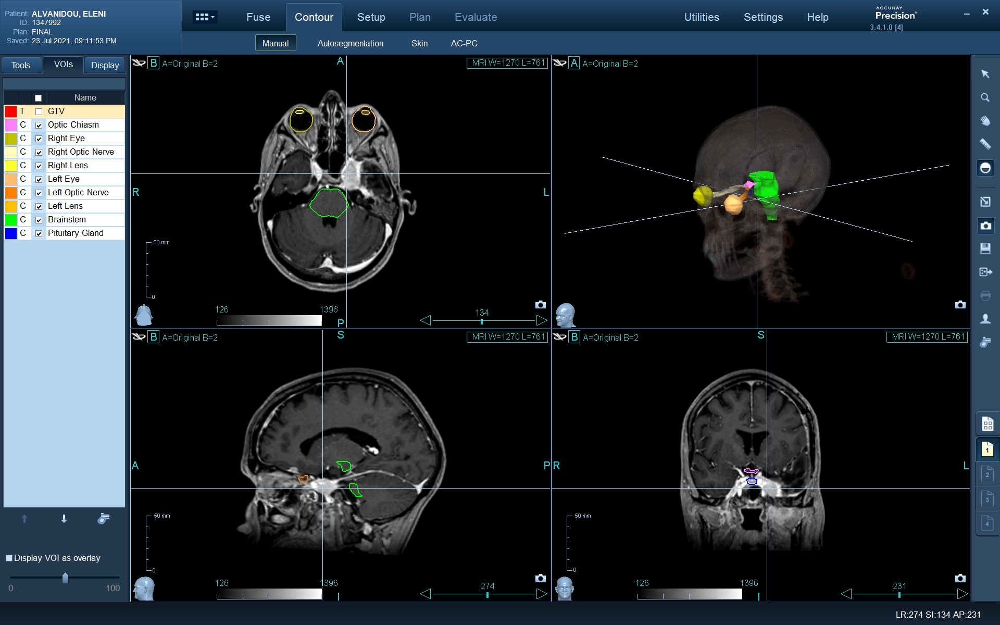 Patient: ALVANIDOU, ELENI
ID: 1347992
Plan: FINAL
Saved: 23 Jul 2021, 09:11:53 PM
Fuse Contour Setup Plan Evaluate Utilities Settings Help
ACCURAY
Precision®
3.4.1.0 [4]
Manual Autosegmentation Skin AC-PC
Tools VOIs Display
Name
T GTV
C Optic Chiasm
C Right Eye
C Right Optic Nerve
C Right Lens
C Left Eye
C Left Optic Nerve
C Left Lens
C Brainstem
C Pituitary Gland
Display VOI as overlay
0 100
B A=Original B=2 A MRI W=1270 L=761
R L
50 mm
0
126 1396
134
P
A A=Original B=2
B A=Original B=2 S MRI W=1270 L=761
A P
50 mm
0
126 1396
274
I
B A=Original B=2 S MRI W=1270 L=761
R L
50 mm
0
126 1396
231
I
1
2
3
4
LR:274 SI:134 AP:231